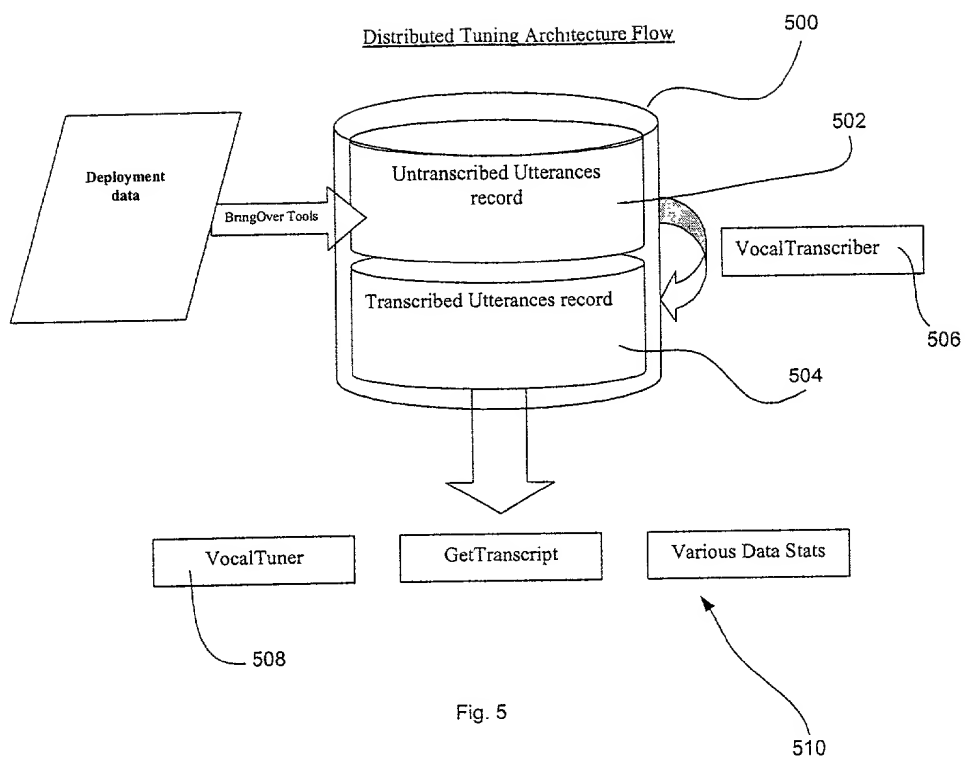 Distributed Tuning Architecture Flow
500
502
Deployment
data
Untranscribed Utterances
record
BringOver Tools
VocalTranscriber
Transcribed Utterances record
506
504
VocalTuner
GetTranscript
Various Data Stats
508
Fig. 5
510